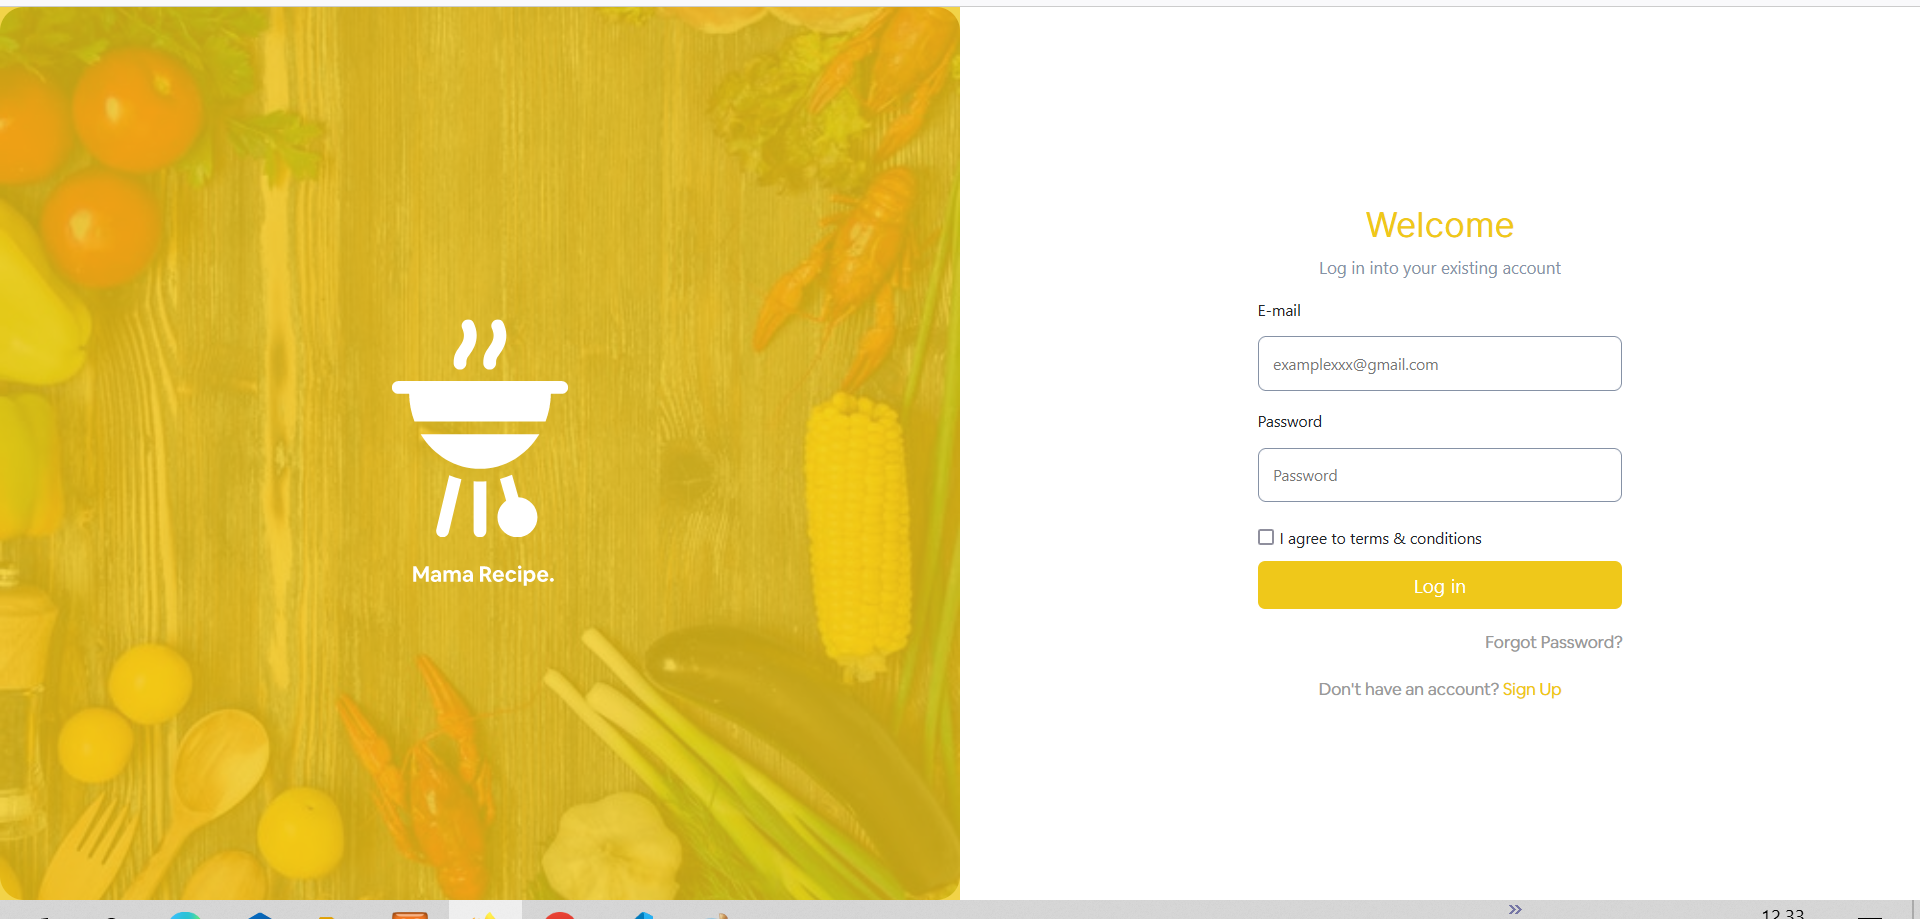 Mama Recipe.
Welcome
Log in into your existing account
E-mail
examplexxx@gmail.com
Password
Password
I agree to terms & conditions
Log in
Forgot Password?
Don't have an account? Sign Up
12.33